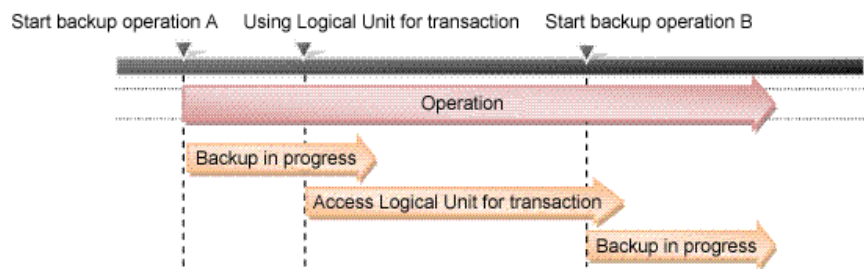 Start backup operation A
Using Logical Unit for transaction
Start backup operation B
Operation
Backup in progress
Access Logical Unit for transaction
Backup in progress